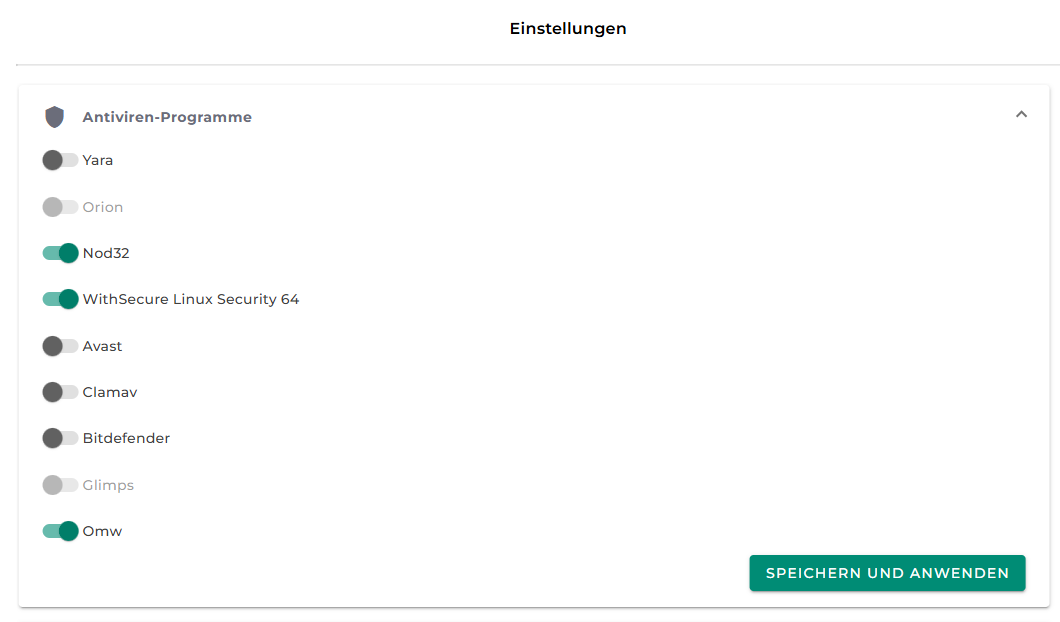 Einstellungen
Antiviren-Programme
Yara
Orion
Nod32
WithSecure Linux Security 64
Avast
Clamav
Bitdefender
Glimps
Omw
SPEICHERN UND ANWENDEN